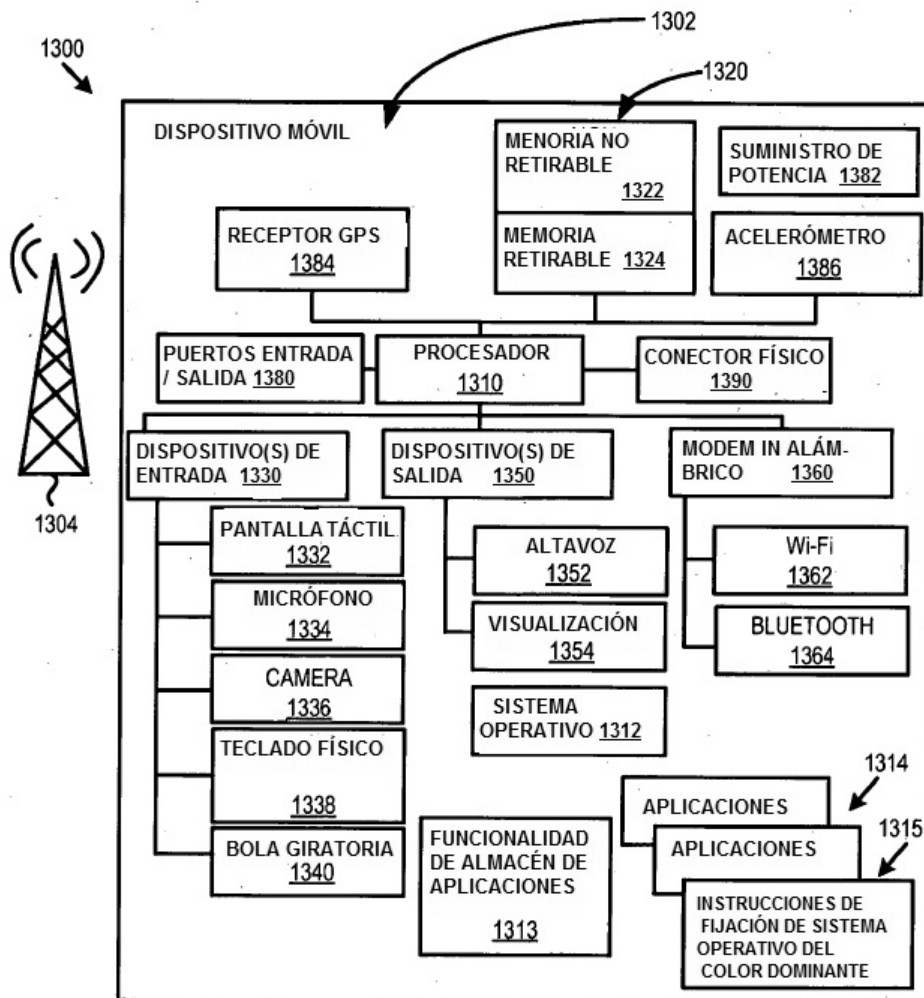 1300
1302
1320
DISPOSITIVO MÓVIL
MENORIA NO
RETIRABLE
1322
MEMORIA
RETIRABLE 1324
SUMINISTRO DE
POTENCIA 1382
RECEPTOR GPS
1384
ACELERÓMETRO
1386
PUERTOS ENTRADA
/ SALIDA 1380
PROCESADOR
1310
CONECTOR FÍSICO
1390
DISPOSITIVO(S) DE
ENTRADA 1330
DISPOSITIVO(S) DE
SALIDA 1350
MODEM IN ALÁM-
BRICO 1360
1304
PANTALLA TÁCTIL
1332
MICRÓFONO
1334
CAMERA
1336
TECLADO FÍSICO
1338
BOLA GIRATORIA
1340
ALTAVOZ
1352
VISUALIZACIÓN
1354
Wi-Fi
1362
BLUETOOTH
1364
SISTEMA
OPERATIVO 1312
FUNCIONALIDAD
DE ALMACÉN DE
APLICACIONES
1313
1314
APLICACIONES
1315
APLICACIONES
INSTRUCCIONES DE
FIJACIÓN DE SISTEMA
OPERATIVO DEL
COLOR DOMINANTE